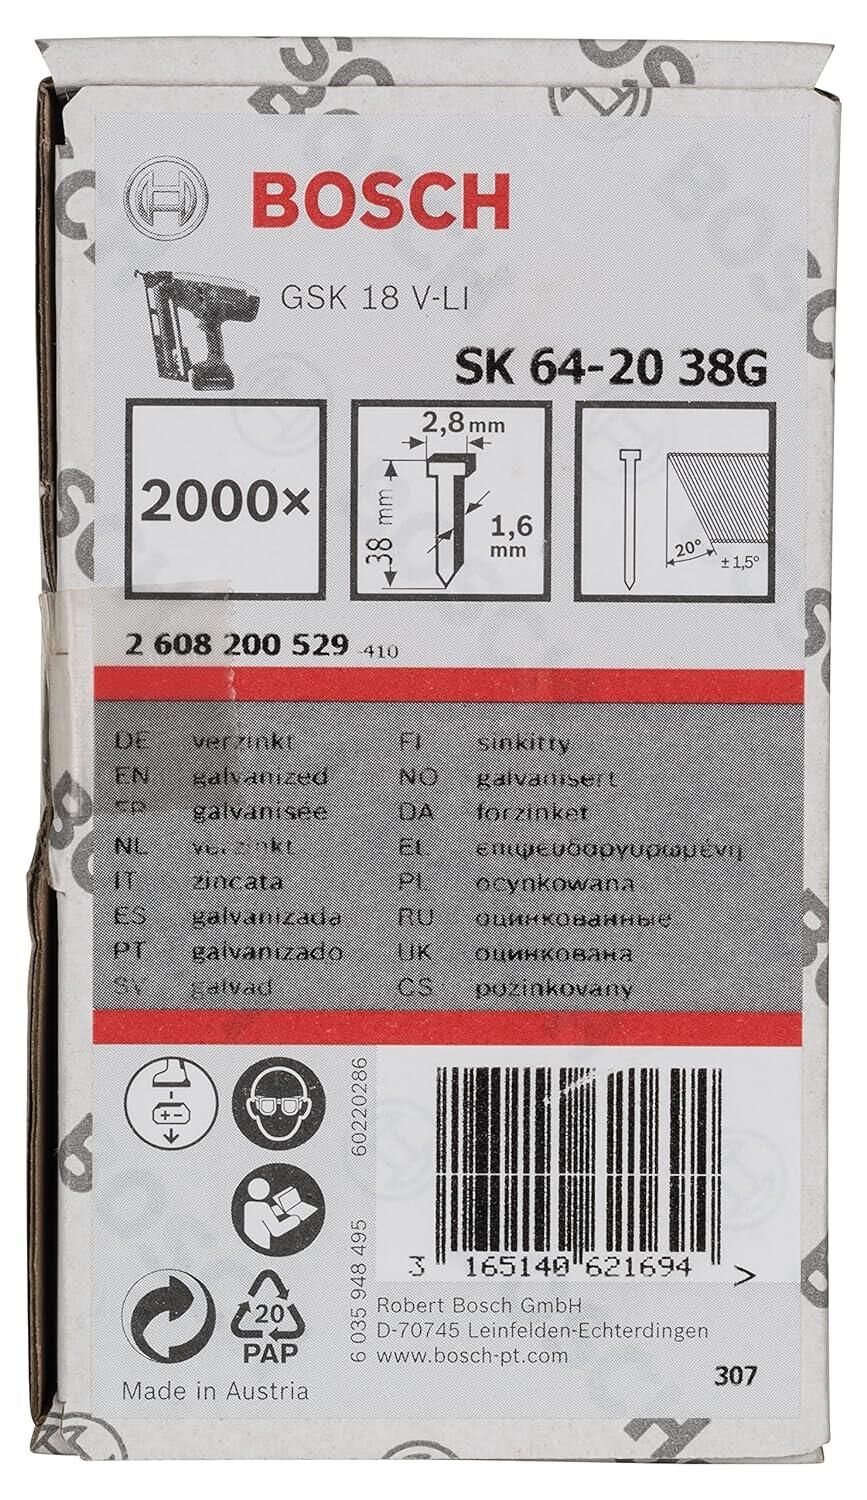 BOSCH
GSK 18 V-LI
SK 64-20 38G
2000×
2,8 mm
38 mm
1,6 mm
20°
± 1,5°
2 608 200 529 -410
DE verzinkt FI sinkitty
EN galvanized NO galvanisert
FR galvanisée DA forzinket
NL verzinkt EL επιψευδαργυρωμένη
IT zincata PL ocynkowana
ES galvanizada RU оцинкованные
PT galvanizado UK оцинкована
SV galvad CS pozinkovany
60220286
6 035 948 495
3 165140 621694 >
20
PAP
Robert Bosch GmbH
D-70745 Leinfelden-Echterdingen
www.bosch-pt.com
307
Made in Austria